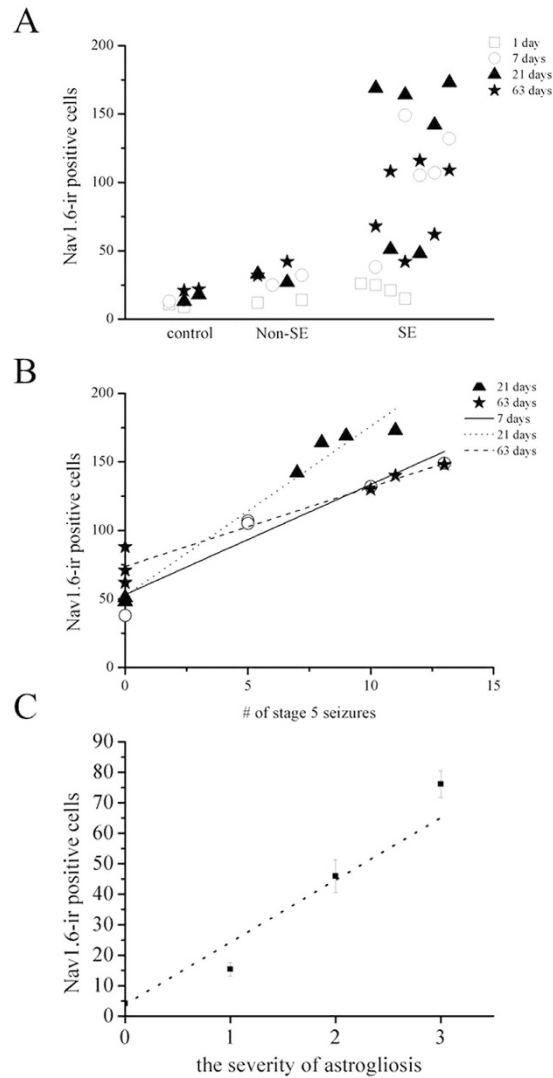 A
1 day
7 days
21 days
63 days
Nav1.6-ir positive cells
200
150
100
50
0
control Non-SE SE
B
21 days
63 days
7 days
21 days
63 days
Nav1.6-ir positive cells
200
150
100
50
0
0 5 10 15
# of stage 5 seizures
C
Nav1.6-ir positive cells
90
80
70
60
50
40
30
20
10
0
0 1 2 3
the severity of astrogliosis